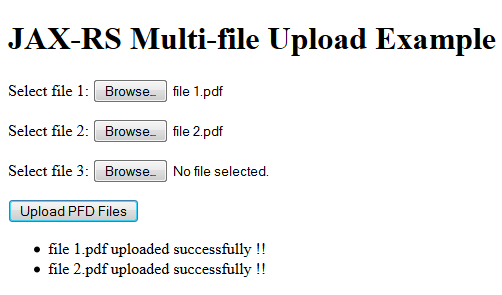 JAX-RS Multi-file Upload Example
Select file 1: Browse.. file 1.pdf
Select file 2: Browse.. file 2.pdf
Select file 3: Browse.. No file selected.
Upload PFD Files
• file 1.pdf uploaded successfully !!
• file 2.pdf uploaded successfully !!